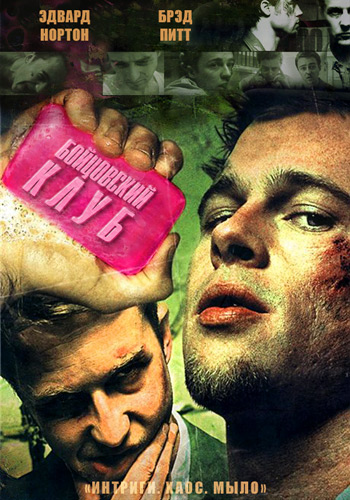 ЭДВАРД
НОРТОН
БРЭД
ПИТТ
БОЙЦОВСКИЙ
КЛУБ
«ИНТРИГИ. ХАОС. МЫЛО»